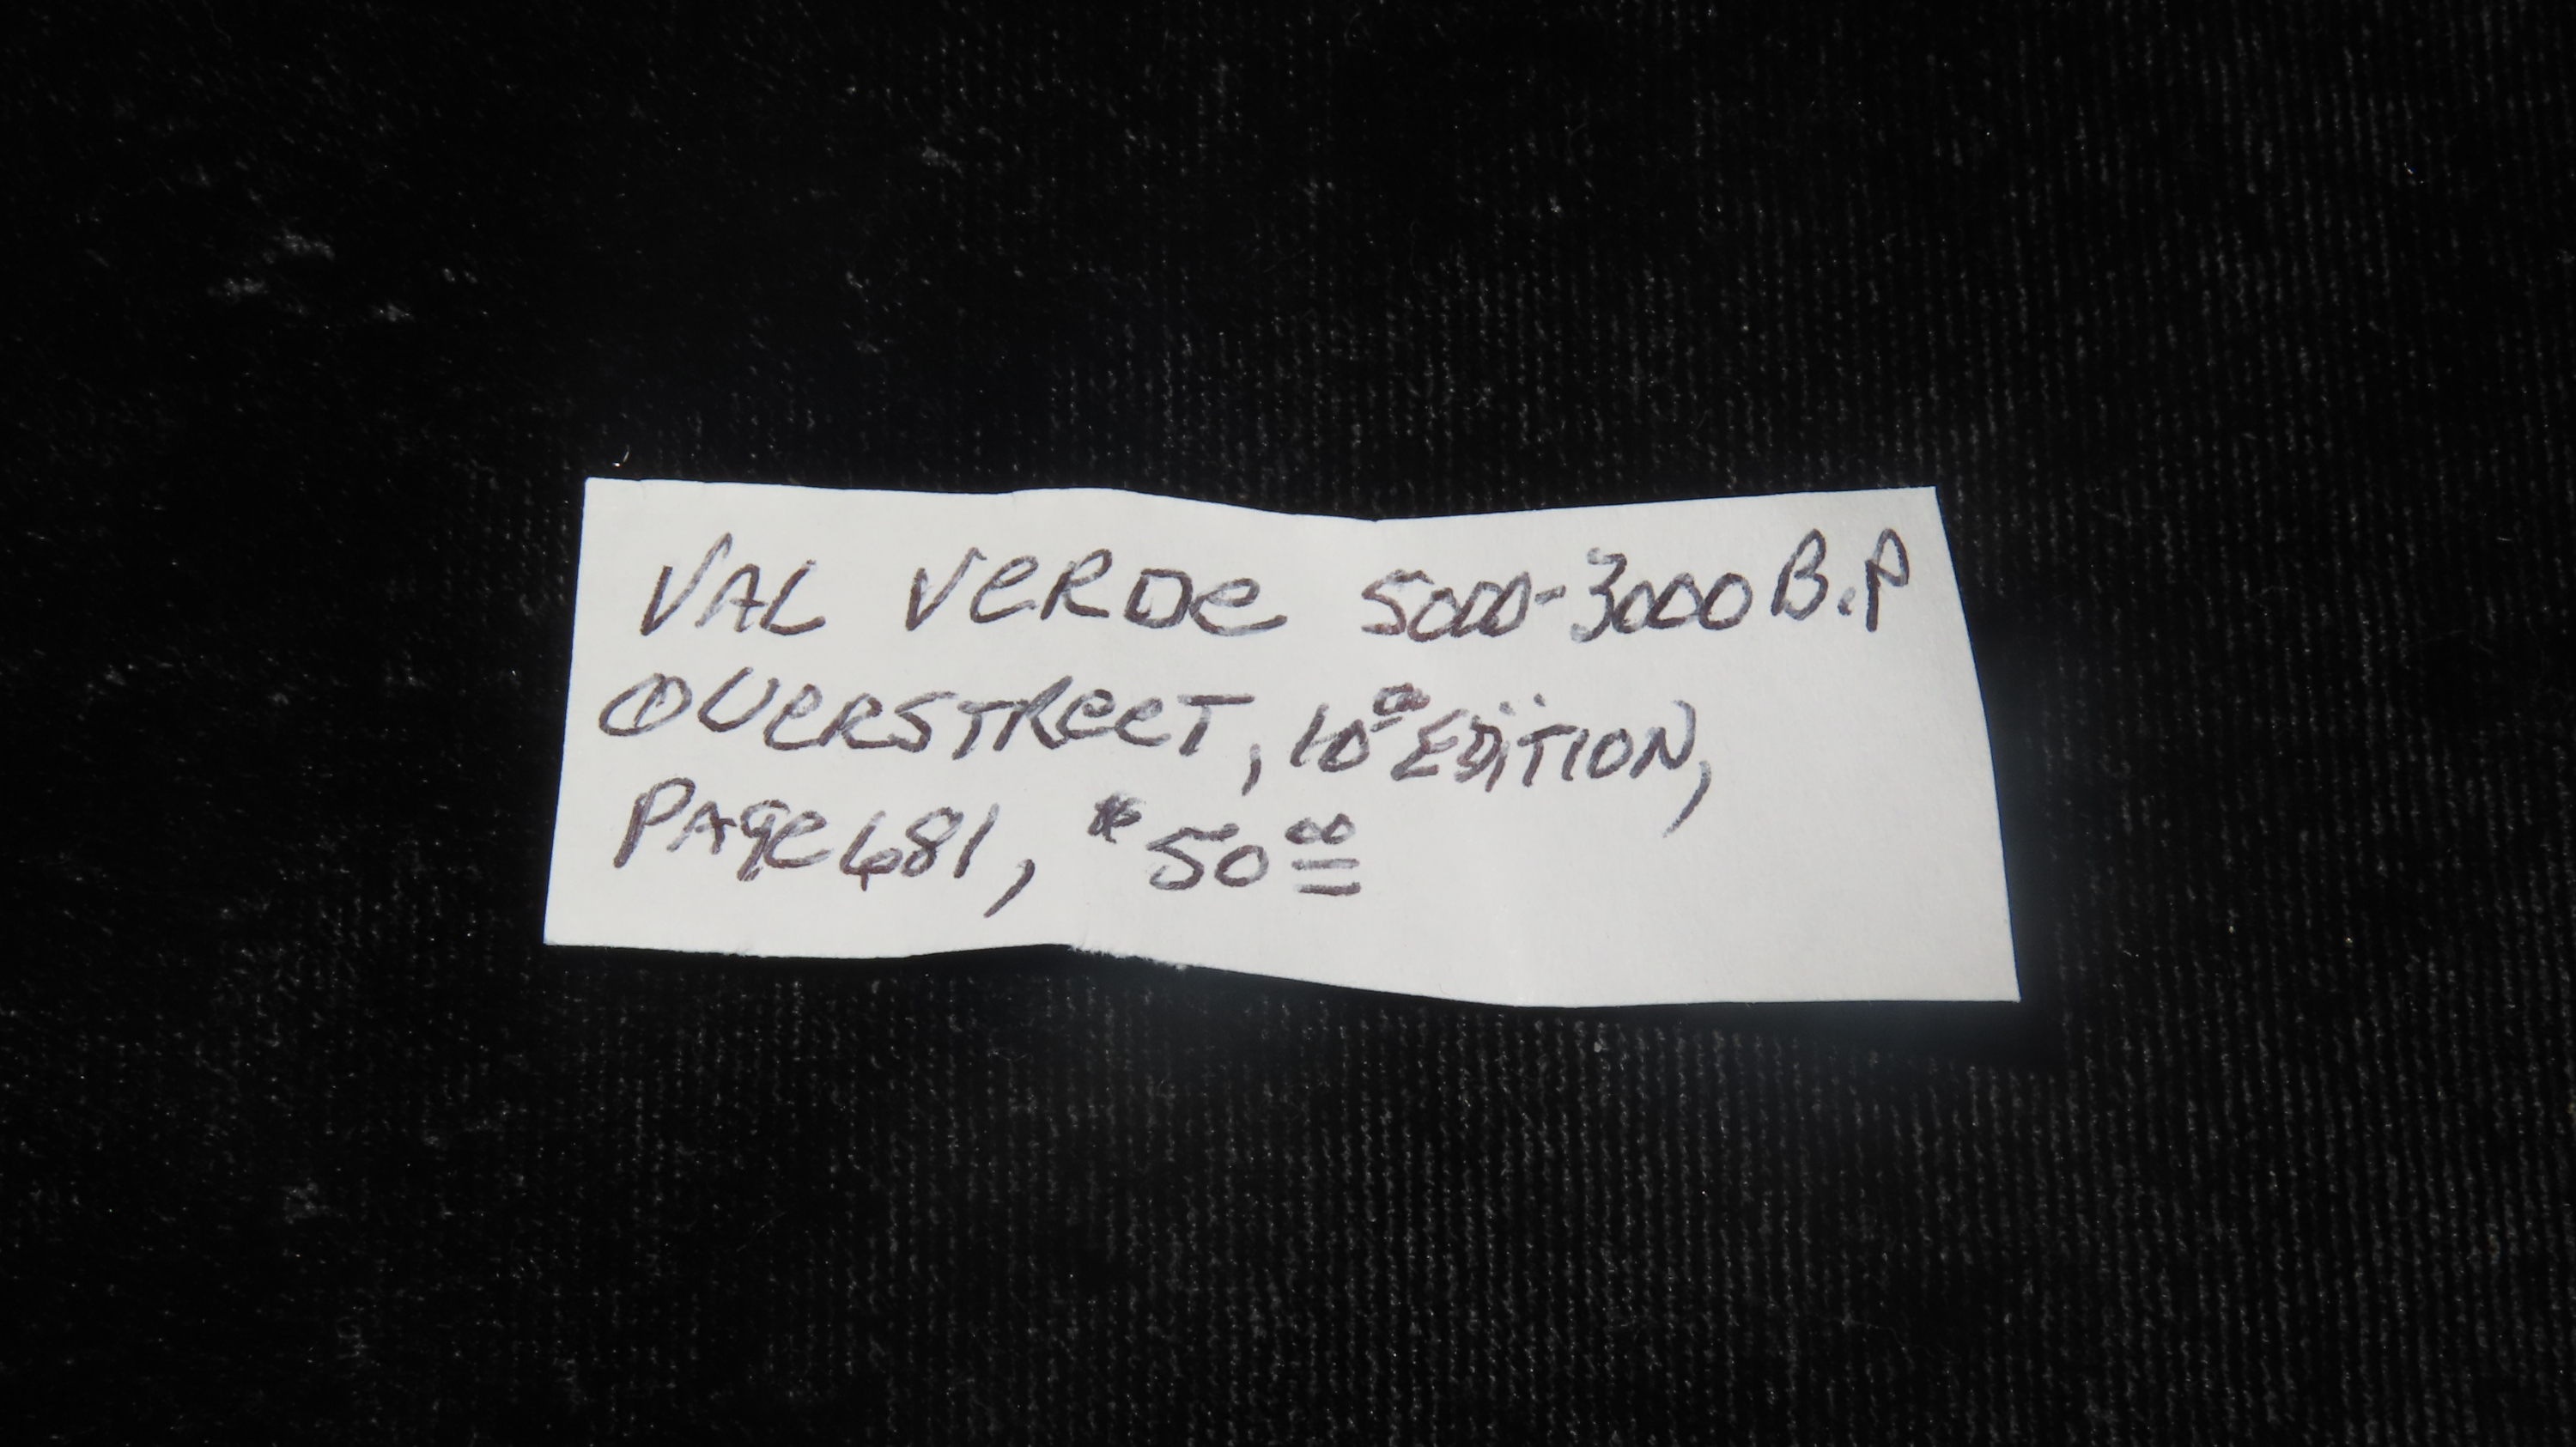 VAL VeRDe 5000-3000 B.P
OVeRSTReeT, 10th EDiTION,
PAge 681, $50 00